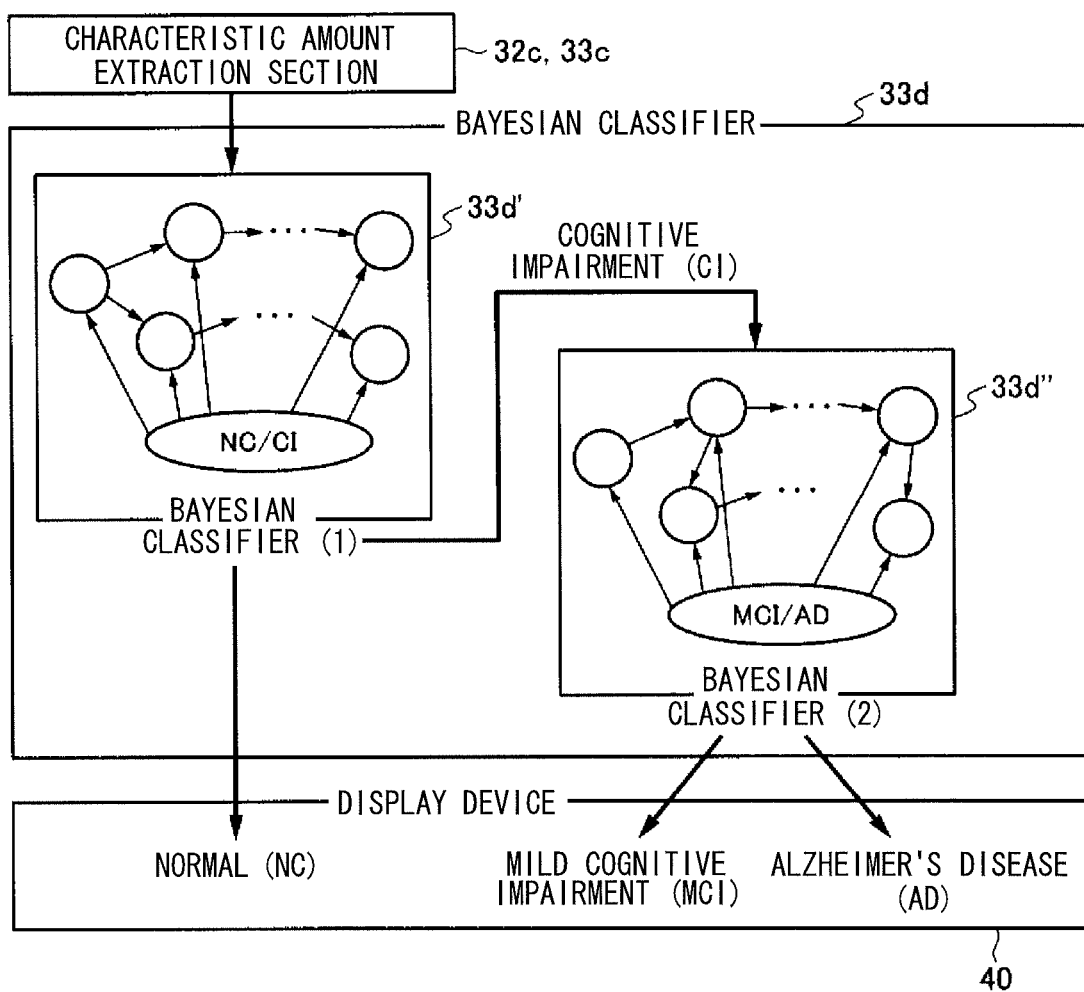 CHARACTERISTIC AMOUNT
EXTRACTION SECTION
32c, 33c
33d
BAYESIAN CLASSIFIER
33d'
COGNITIVE
IMPAIRMENT (CI)
NC/CI
BAYESIAN
CLASSIFIER (1)
33d''
MCI/AD
BAYESIAN
CLASSIFIER (2)
DISPLAY DEVICE
NORMAL (NC)
MILD COGNITIVE
IMPAIRMENT (MCI)
ALZHEIMER'S DISEASE
(AD)
40